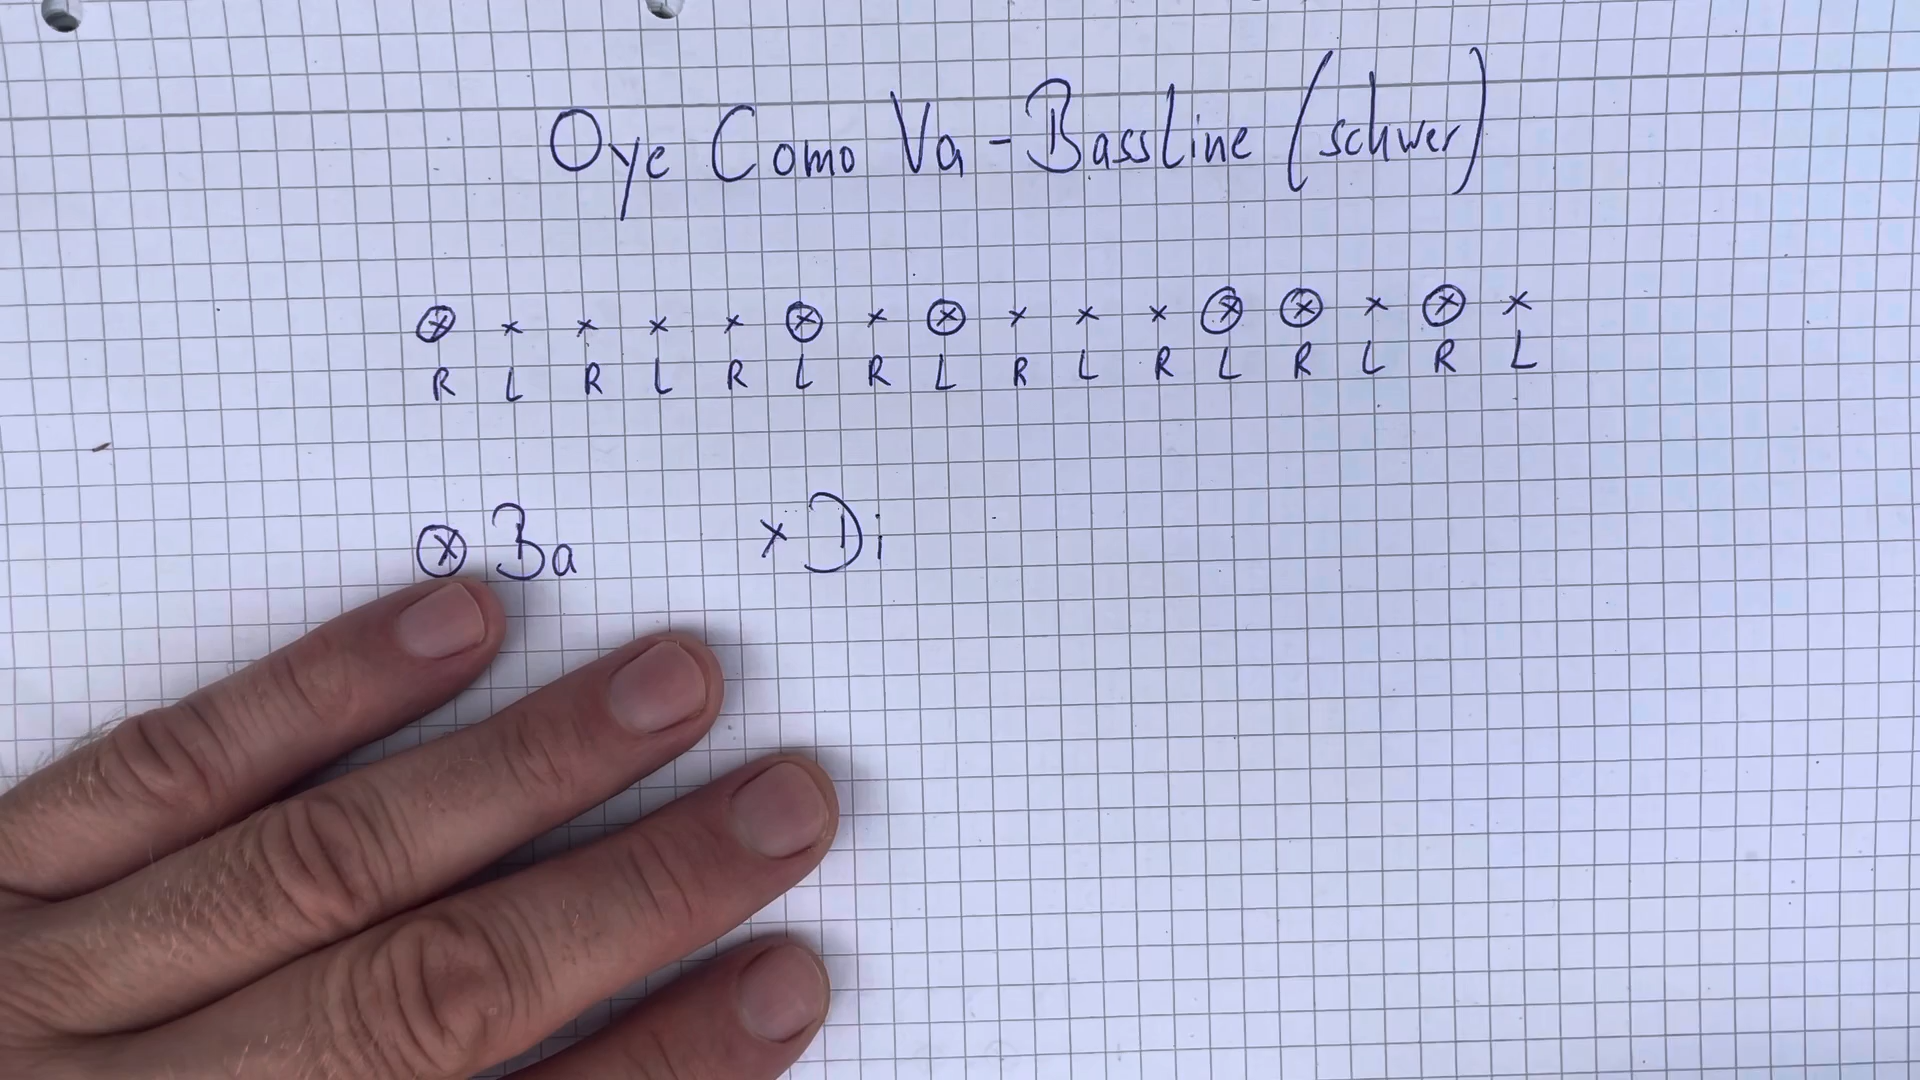 Oye Como Va - Bassline (schwer)
ⓧ x x x x ⓧ x ⓧ x x x ⓧ ⓧ x ⓧ x
R L R L R L R L R L R L R L R L
ⓧ Ba x Di